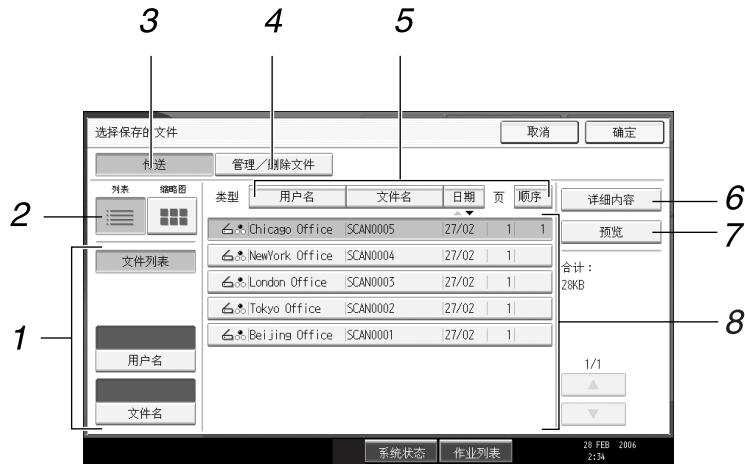 3 4 5
选择保存的文件 取消 确定
传送 管理／删除文件
列表 缩略图 类型 用户名 文件名 日期 页 顺序 详细内容 6
2 Chicago Office SCAN0005 27/02 1 1 预览 7
文件列表 NewYork Office SCAN0004 27/02 1 合计：
London Office SCAN0003 27/02 1 28KB
Tokyo Office SCAN0002 27/02 1
1 Beijing Office SCAN0001 27/02 1 8
用户名 1/1
文件名
系统状态 作业列表 28 FEB 2006
2:34